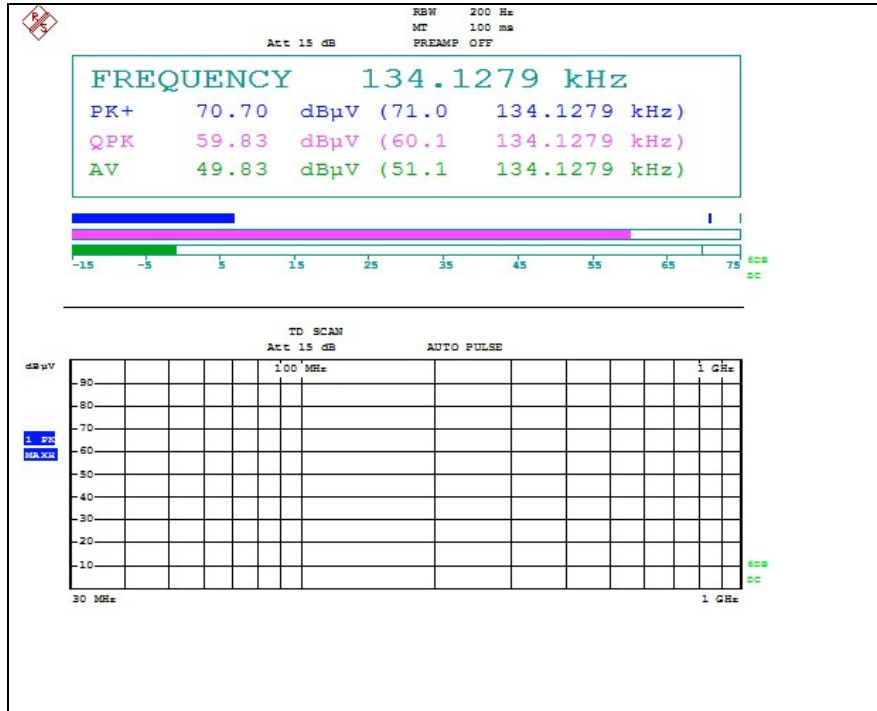 RBW 200 Hz
MT 100 ms
Att 15 dB PREAMP OFF
FREQUENCY 134.1279 kHz
PK+ 70.70 dBµV (71.0 134.1279 kHz)
QPK 59.83 dBµV (60.1 134.1279 kHz)
AV 49.83 dBµV (51.1 134.1279 kHz)
-15 -5 5 15 25 35 45 55 65 75 6DB
DC
TD SCAN
Att 15 dB AUTO PULSE
dBµV 100 MHz 1 GHz
90
80
70
1 PK
MAXH
60
50
40
30
20
10
6DB
DC
30 MHz 1 GHz